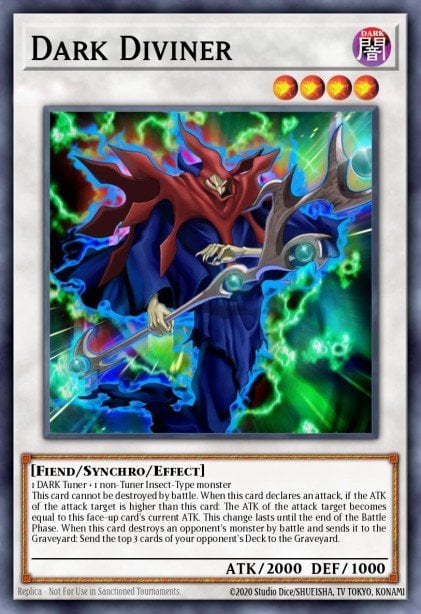 DARK DIVINER
DARK
闇
[FIEND/SYNCHRO/EFFECT]
1 DARK Tuner + 1 non-Tuner Insect-Type monster
This card cannot be destroyed by battle. When this card declares an attack, if the ATK
of the attack target is higher than this card: The ATK of the attack target becomes
equal to this face-up card's current ATK. This change lasts until the end of the Battle
Phase. When this card destroys an opponent's monster by battle and sends it to the
Graveyard: Send the top 3 cards of your opponent's Deck to the Graveyard.
ATK/2000 DEF/1000
Replica - Not For Use in Sanctioned Tournaments.
©2020 Studio Dice/SHUEISHA, TV TOKYO, KONAMI